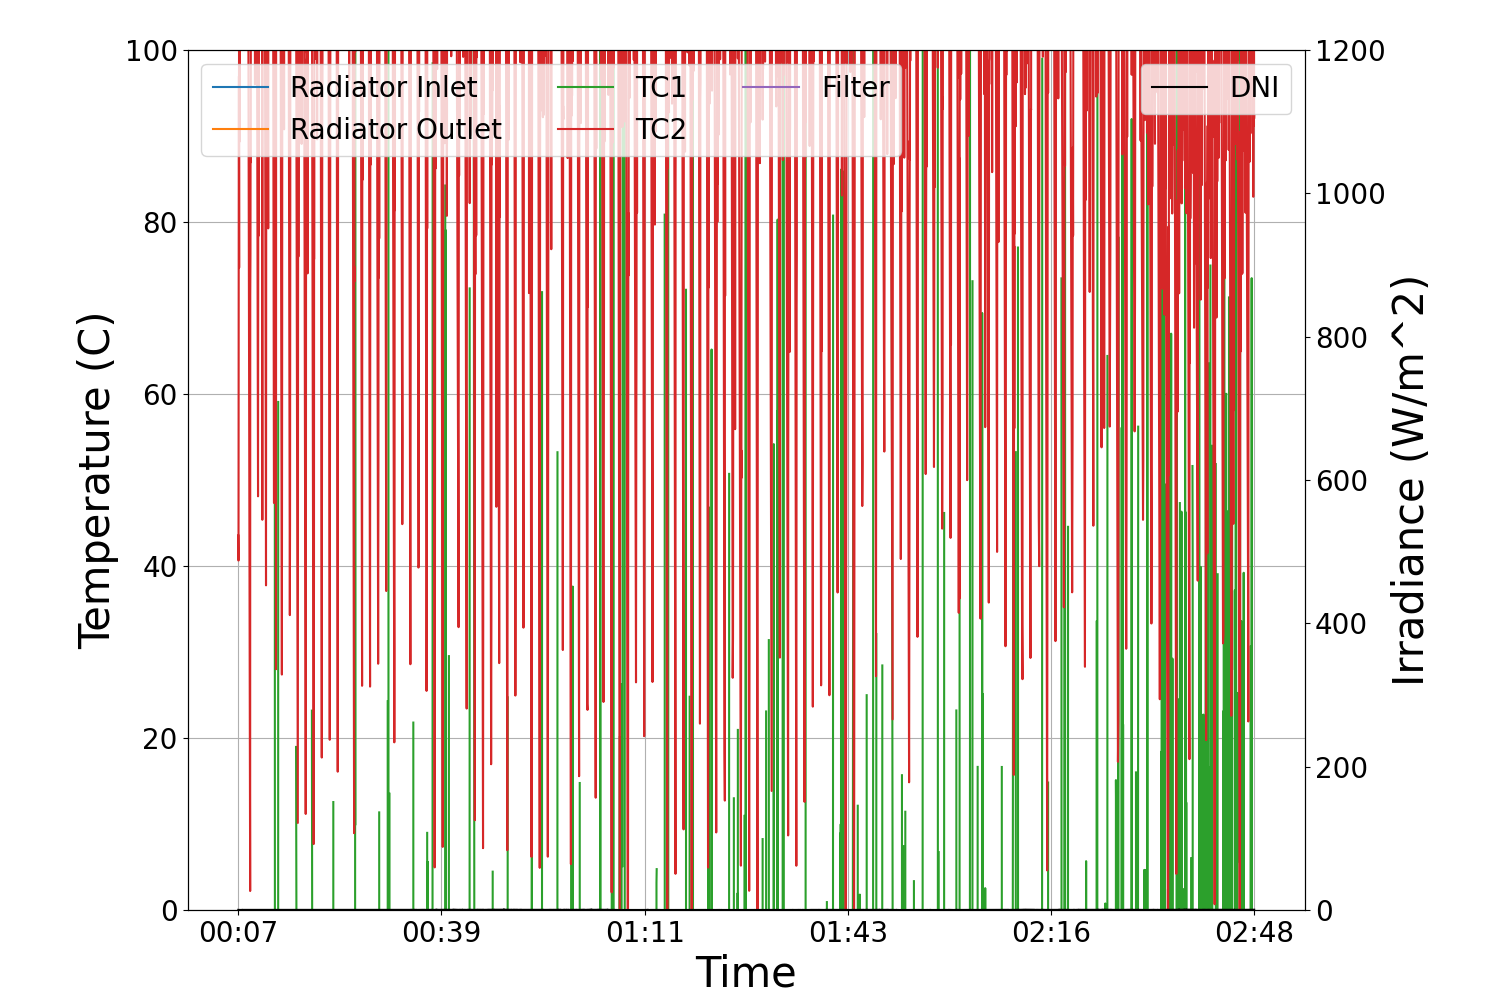 Radiator Inlet
Radiator Outlet
TC1
TC2
Filter
DNI
Temperature (C)
100
80
60
40
20
0
1200
1000
800
600
400
200
0
Irradiance (W/m^2)
00:07 00:39 01:11 01:43 02:16 02:48
Time